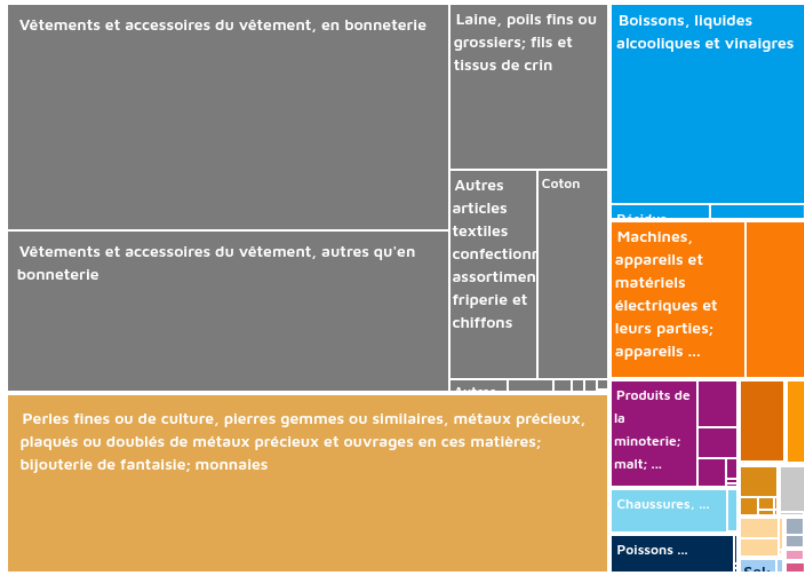 Vêtements et accessoires du vêtement, en bonneterie
Laine, poils fins ou
grossiers; fils et
tissus de crin
Boissons, liquides
alcooliques et vinaigres
Autres
articles
textiles
confectionn
assortimen
friperie et
chiffons
Coton
Vêtements et accessoires du vêtement, autres qu'en
bonneterie
Machines,
appareils et
matériels
électriques et
leurs parties;
appareils ...
Autres
Perles fines ou de culture, pierres gemmes ou similaires, métaux précieux,
plaqués ou doublés de métaux précieux et ouvrages en ces matières;
bijouterie de fantaisie; monnaies
Produits de
la
minoterie;
malt; ...
Chaussures, ...
Poissons ...